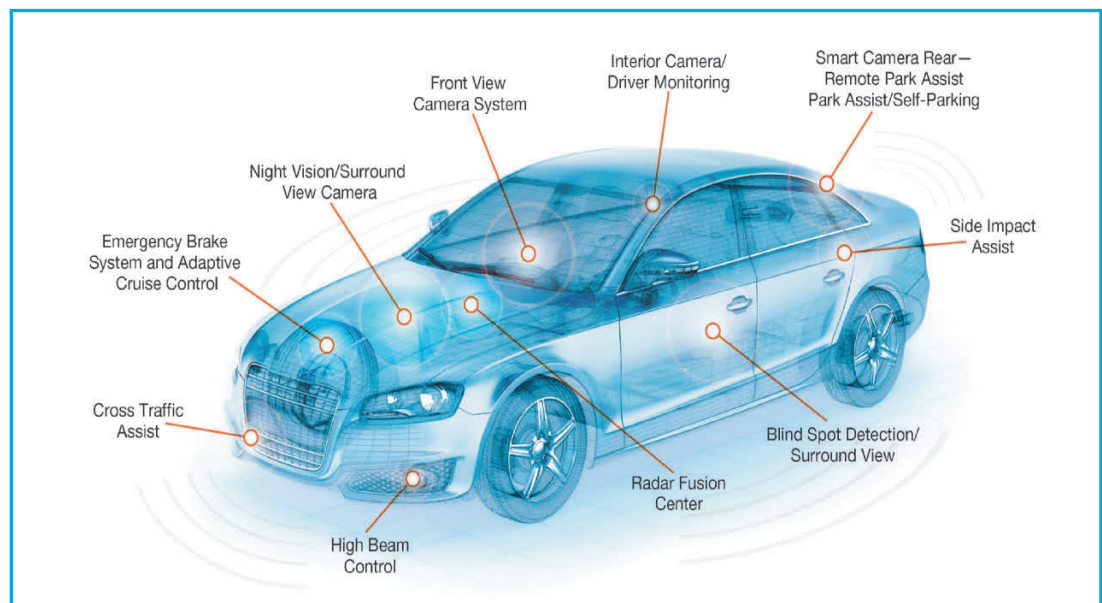 Interior Camera/
Driver Monitoring
Smart Camera Rear—
Remote Park Assist
Park Assist/Self-Parking
Front View
Camera System
Night Vision/Surround
View Camera
Side Impact
Assist
Emergency Brake
System and Adaptive
Cruise Control
Cross Traffic
Assist
Blind Spot Detection/
Surround View
Radar Fusion
Center
High Beam
Control